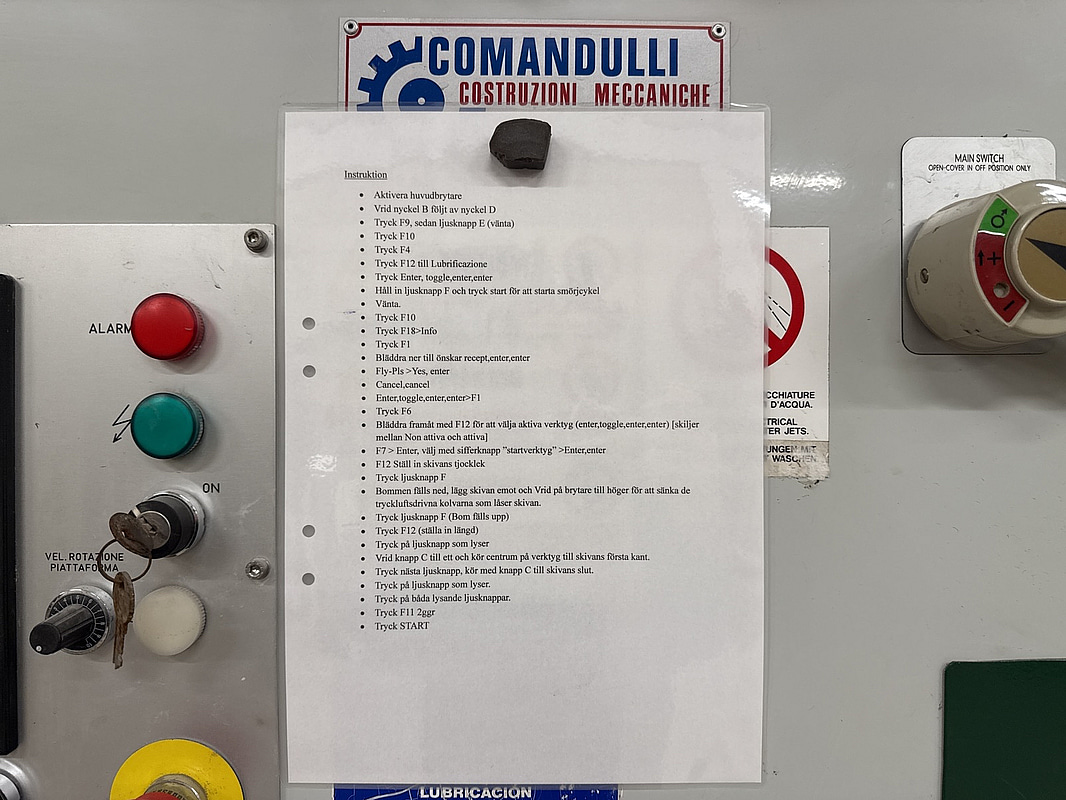 COMANDULLI
COSTRUZIONI MECCANICHE
MAIN SWITCH
OPEN-COVER IN OFF POSITION ONLY
Instruktion
• Aktivera huvudbrytare
• Vrid nyckel B följt av nyckel D
• Tryck F9, sedan ljusknapp E (vänta)
• Tryck F10
• Tryck F4
• Tryck F12 till Lubrificazione
• Tryck Enter, toggle,enter,enter
• Håll in ljusknapp F och tryck start för att starta smörjcykel
• Vänta.
• Tryck F10
• Tryck F18>Info
• Tryck F1
• Bläddra ner till önskar recept,enter,enter
• Fly-Pls >Yes, enter
• Cancel,cancel
• Enter,toggle,enter,enter>F1
• Tryck F6
• Bläddra framåt med F12 för att välja aktiva verktyg (enter,toggle,enter,enter) [skiljer
mellan Non attiva och attiva]
• F7 > Enter, välj med sifferknapp ”startverktyg” >Enter,enter
• F12 Ställ in skivans tjocklek
• Tryck ljusknapp F
• Bommen fälls ned, lägg skivan emot och Vrid på brytare till höger för att sänka de
tryckluftsdrivna kolvarna som låser skivan.
• Tryck ljusknapp F (Bom fälls upp)
• Tryck F12 (ställa in längd)
• Tryck på ljusknapp som lyser
• Vrid knapp C till ett och kör centrum på verktyg till skivans första kant.
• Tryck nästa ljusknapp, kör med knapp C till skivans slut.
• Tryck på ljusknapp som lyser.
• Tryck på båda lysande ljusknappar.
• Tryck F11 2ggr
• Tryck START
ALARM
ON
VEL.ROTAZIONE
PIATTAFORMA
CCHIATURE
D'ACQUA.
TRICAL
TER JETS.
UNGEN MIT
WASCHEN
LUBRICACION